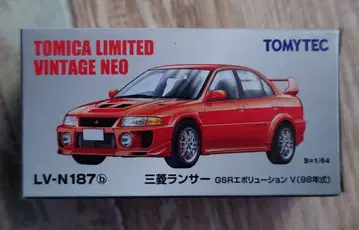 TOMICA LIMITED
VINTAGE NEO
TOMYTEC
S=1/64
LV-N187ⓑ
三菱ランサー GSRエボリューション V(98年式)